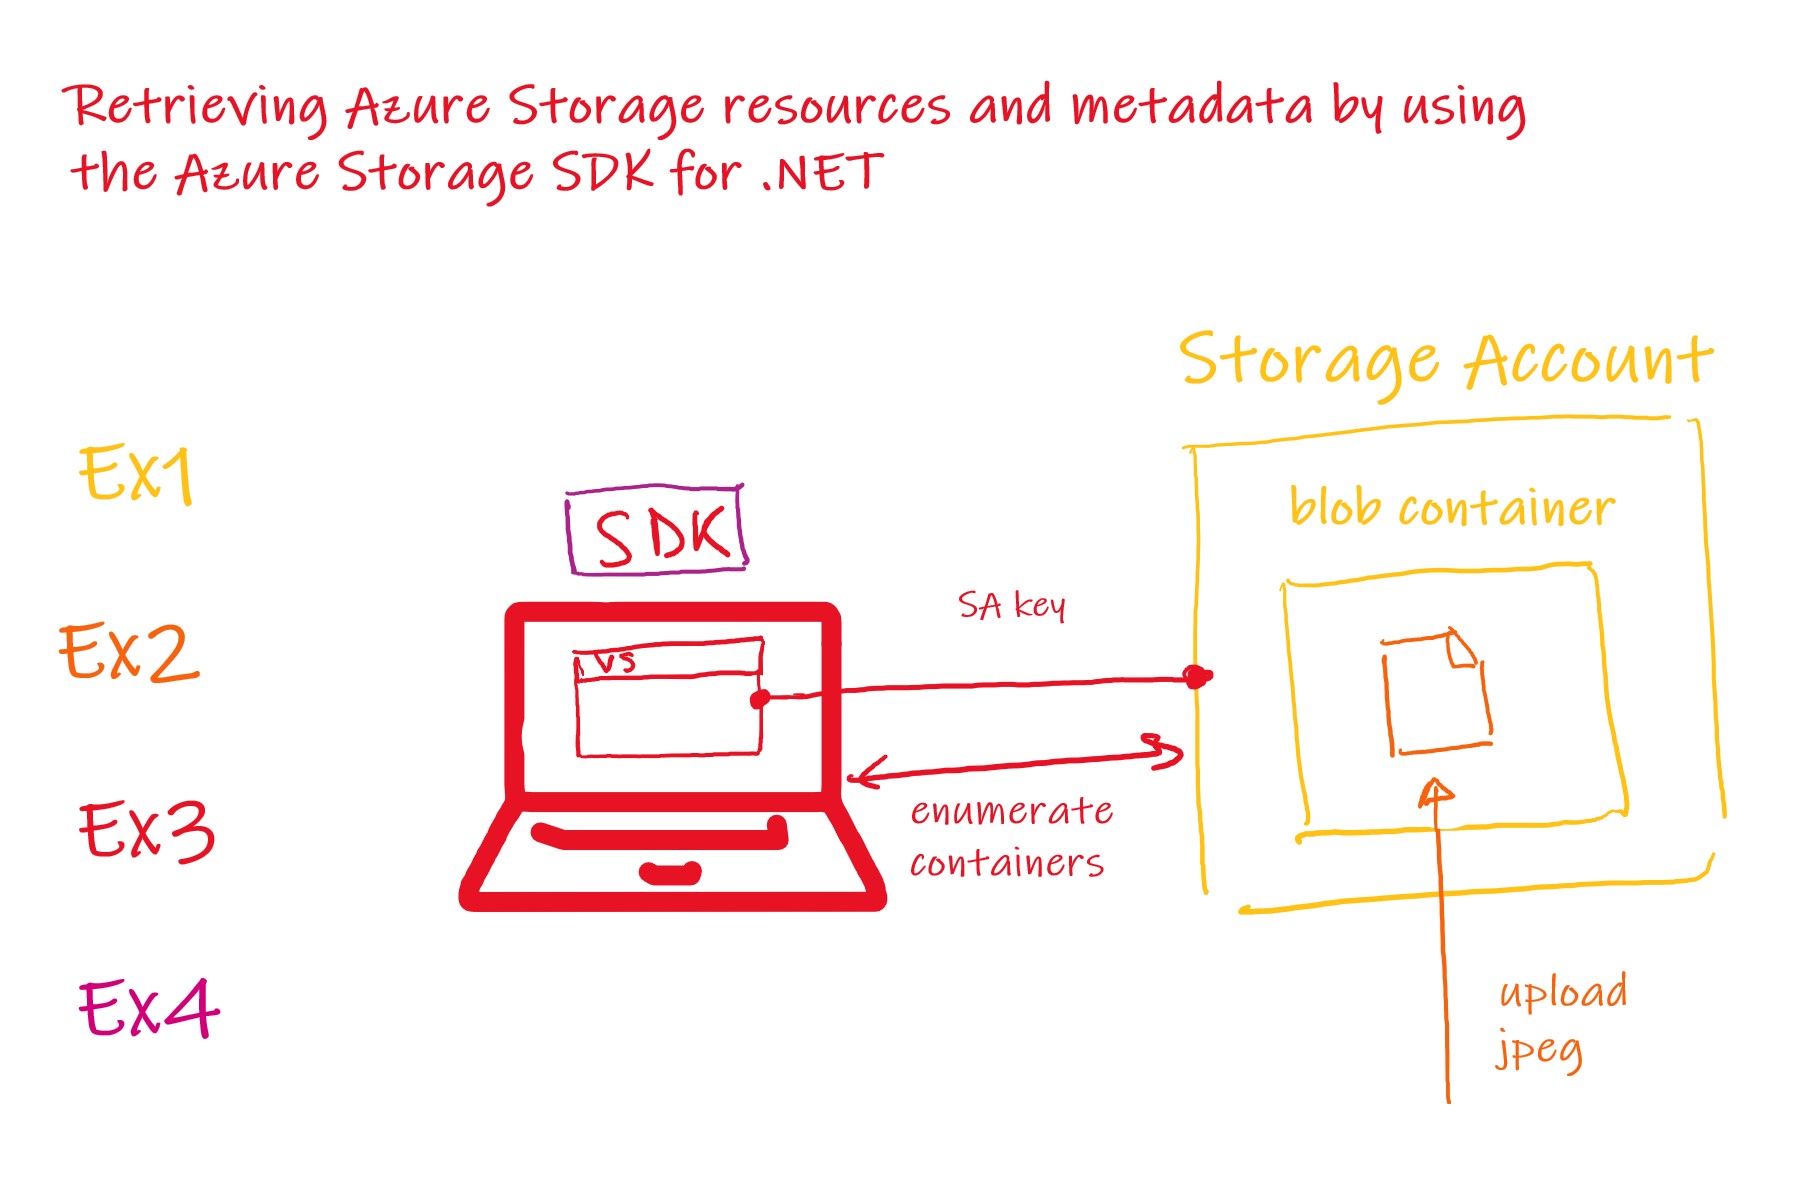 Retrieving Azure Storage resources and metadata by using
the Azure Storage SDK for .NET
Storage Account
Ex1
blob container
SDK
SA key
Ex2
VS
Ex3
enumerate
containers
Ex4
upload
jpeg